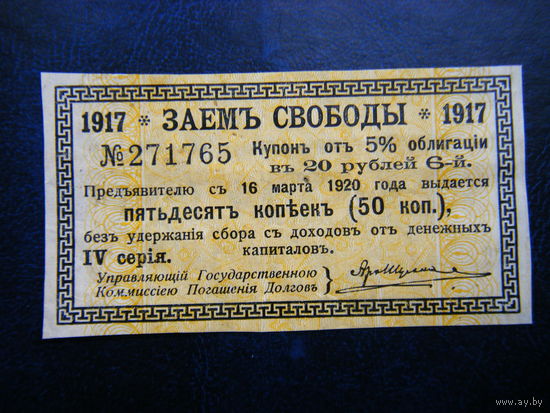 1917 * ЗАЕМЪ СВОБОДЫ * 1917
№271765 Купонъ отъ 5% облигаціи
въ 20 рублей 6-й.
Предъявителю съ 16 марта 1920 года выдается
пятьдесятъ копѣекъ (50 коп.),
безъ удержанія сбора съ доходовъ отъ денежныхъ
капиталовъ.
IV серія.
Управляющій Государственною
Коммиссіею Погашенія Долговъ
www.ay.by